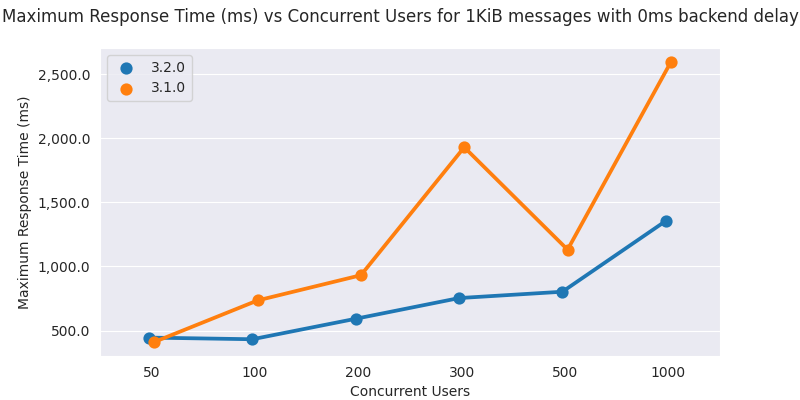 Maximum Response Time (ms) vs Concurrent Users for 1KiB messages with 0ms backend delay
3.2.0
3.1.0
2,500.0
2,000.0
1,500.0
1,000.0
500.0
Maximum Response Time (ms)
50 100 200 300 500 1000
Concurrent Users